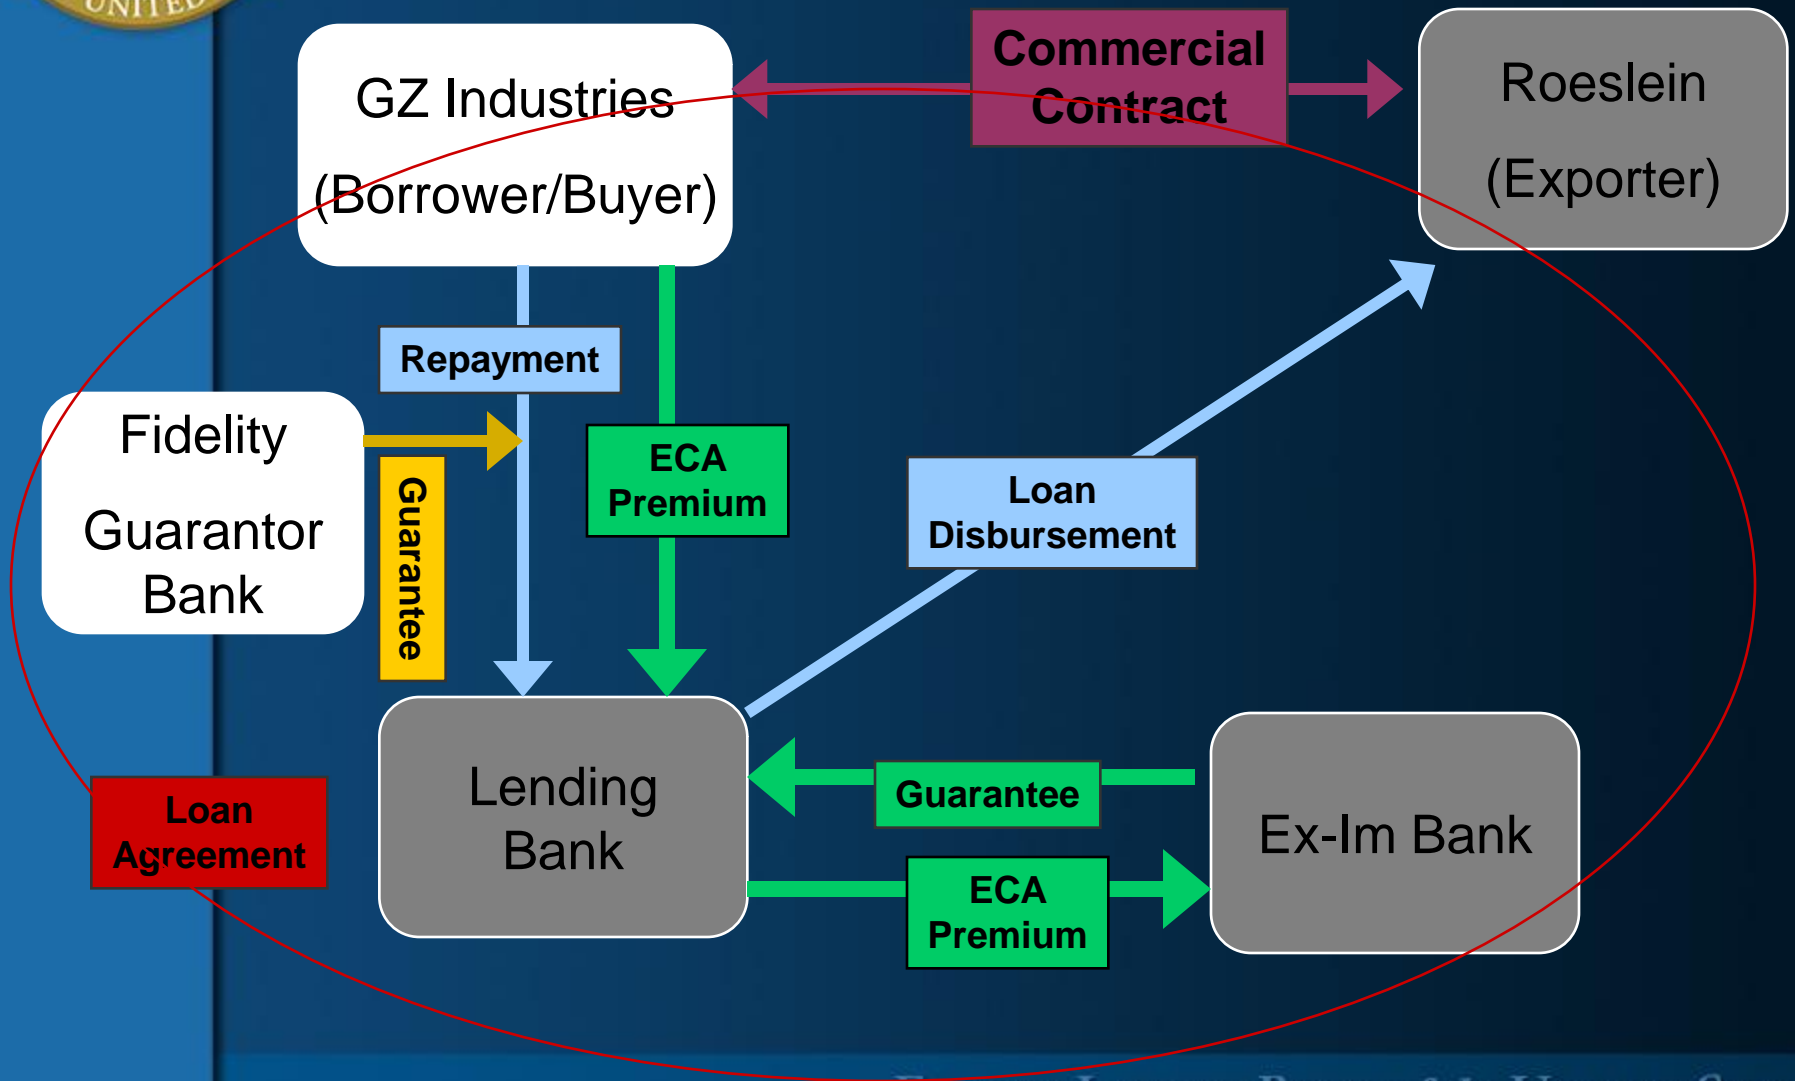 UNITED
GZ Industries
(Borrower/Buyer)
Commercial
Contract
Roeslein
(Exporter)
Repayment
Fidelity
Guarantor
Bank
Guarantee
ECA
Premium
Loan
Disbursement
Loan
Agreement
Lending
Bank
Guarantee
ECA
Premium
Ex-Im Bank